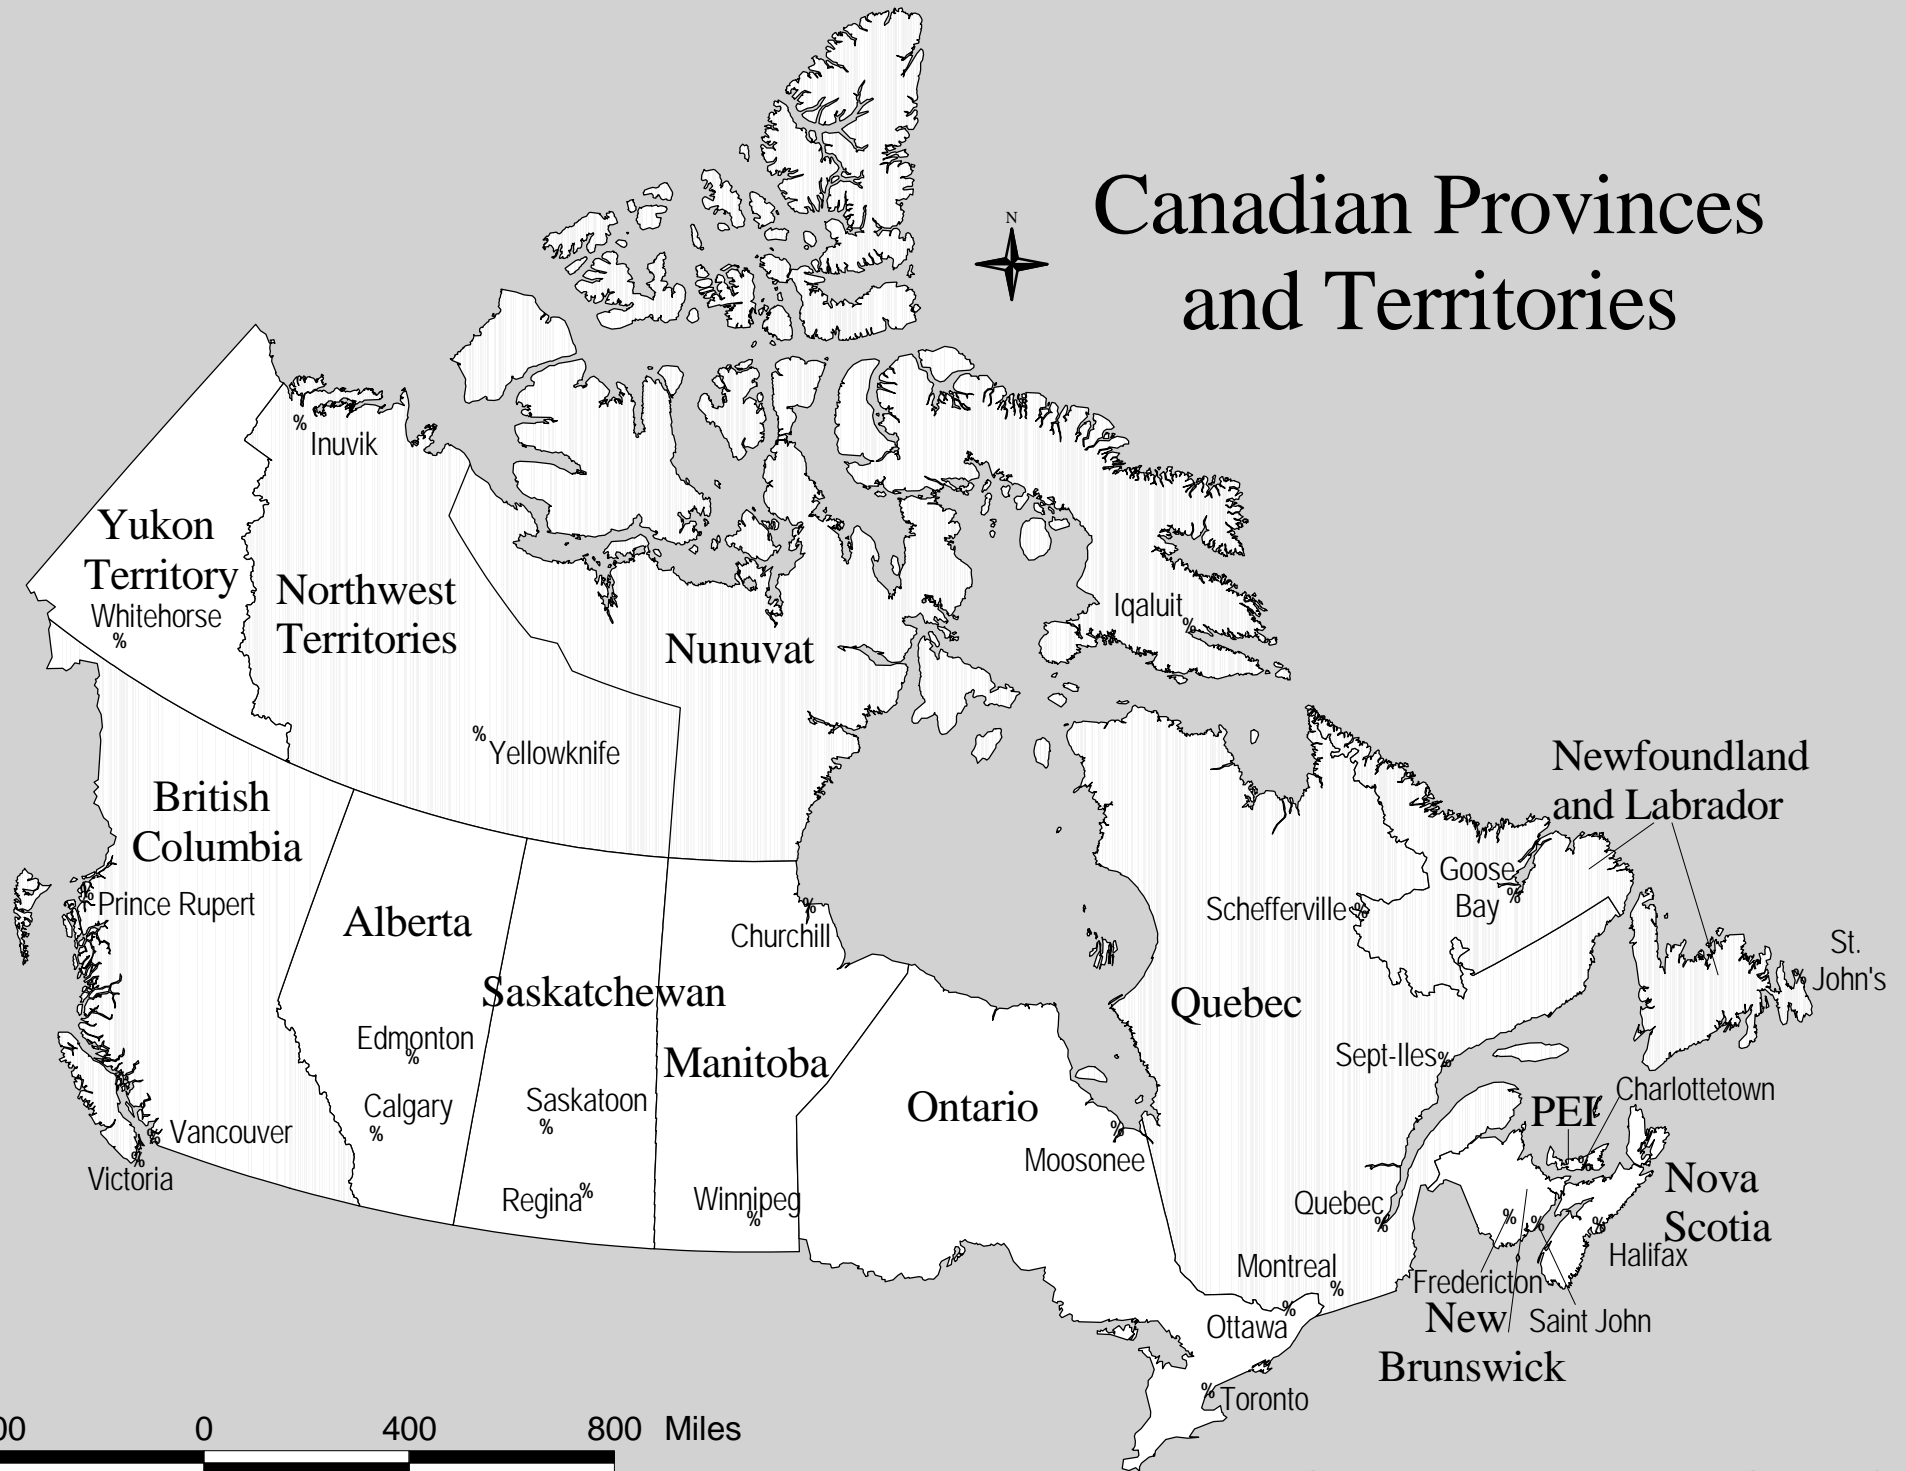 Canadian Provinces
and Territories
N
Inuvik
Yukon
Territory
Whitehorse
%
Northwest
Territories
Nunuvat
Iqaluit
%
%
Yellowknife
%
British
Columbia
%
Prince Rupert
Alberta
Saskatchewan
Churchill
%
Newfoundland
and Labrador
Goose
Bay
%
Schefferville
%
St.
John's
%
Edmonton
%
Manitoba
Ontario
Quebec
Sept-Iles
%
Calgary
%
Saskatoon
%
Vancouver
%
Victoria
%
Regina
%
Winnipeg
%
Moosonee
%
PEI
Charlottetown
%
Nova
Scotia
Quebec
%
Halifax
%
Montreal
%
Fredericton
%
New
Brunswick
Saint John
%
Ottawa
%
Toronto
%
00 0 400 800 Miles